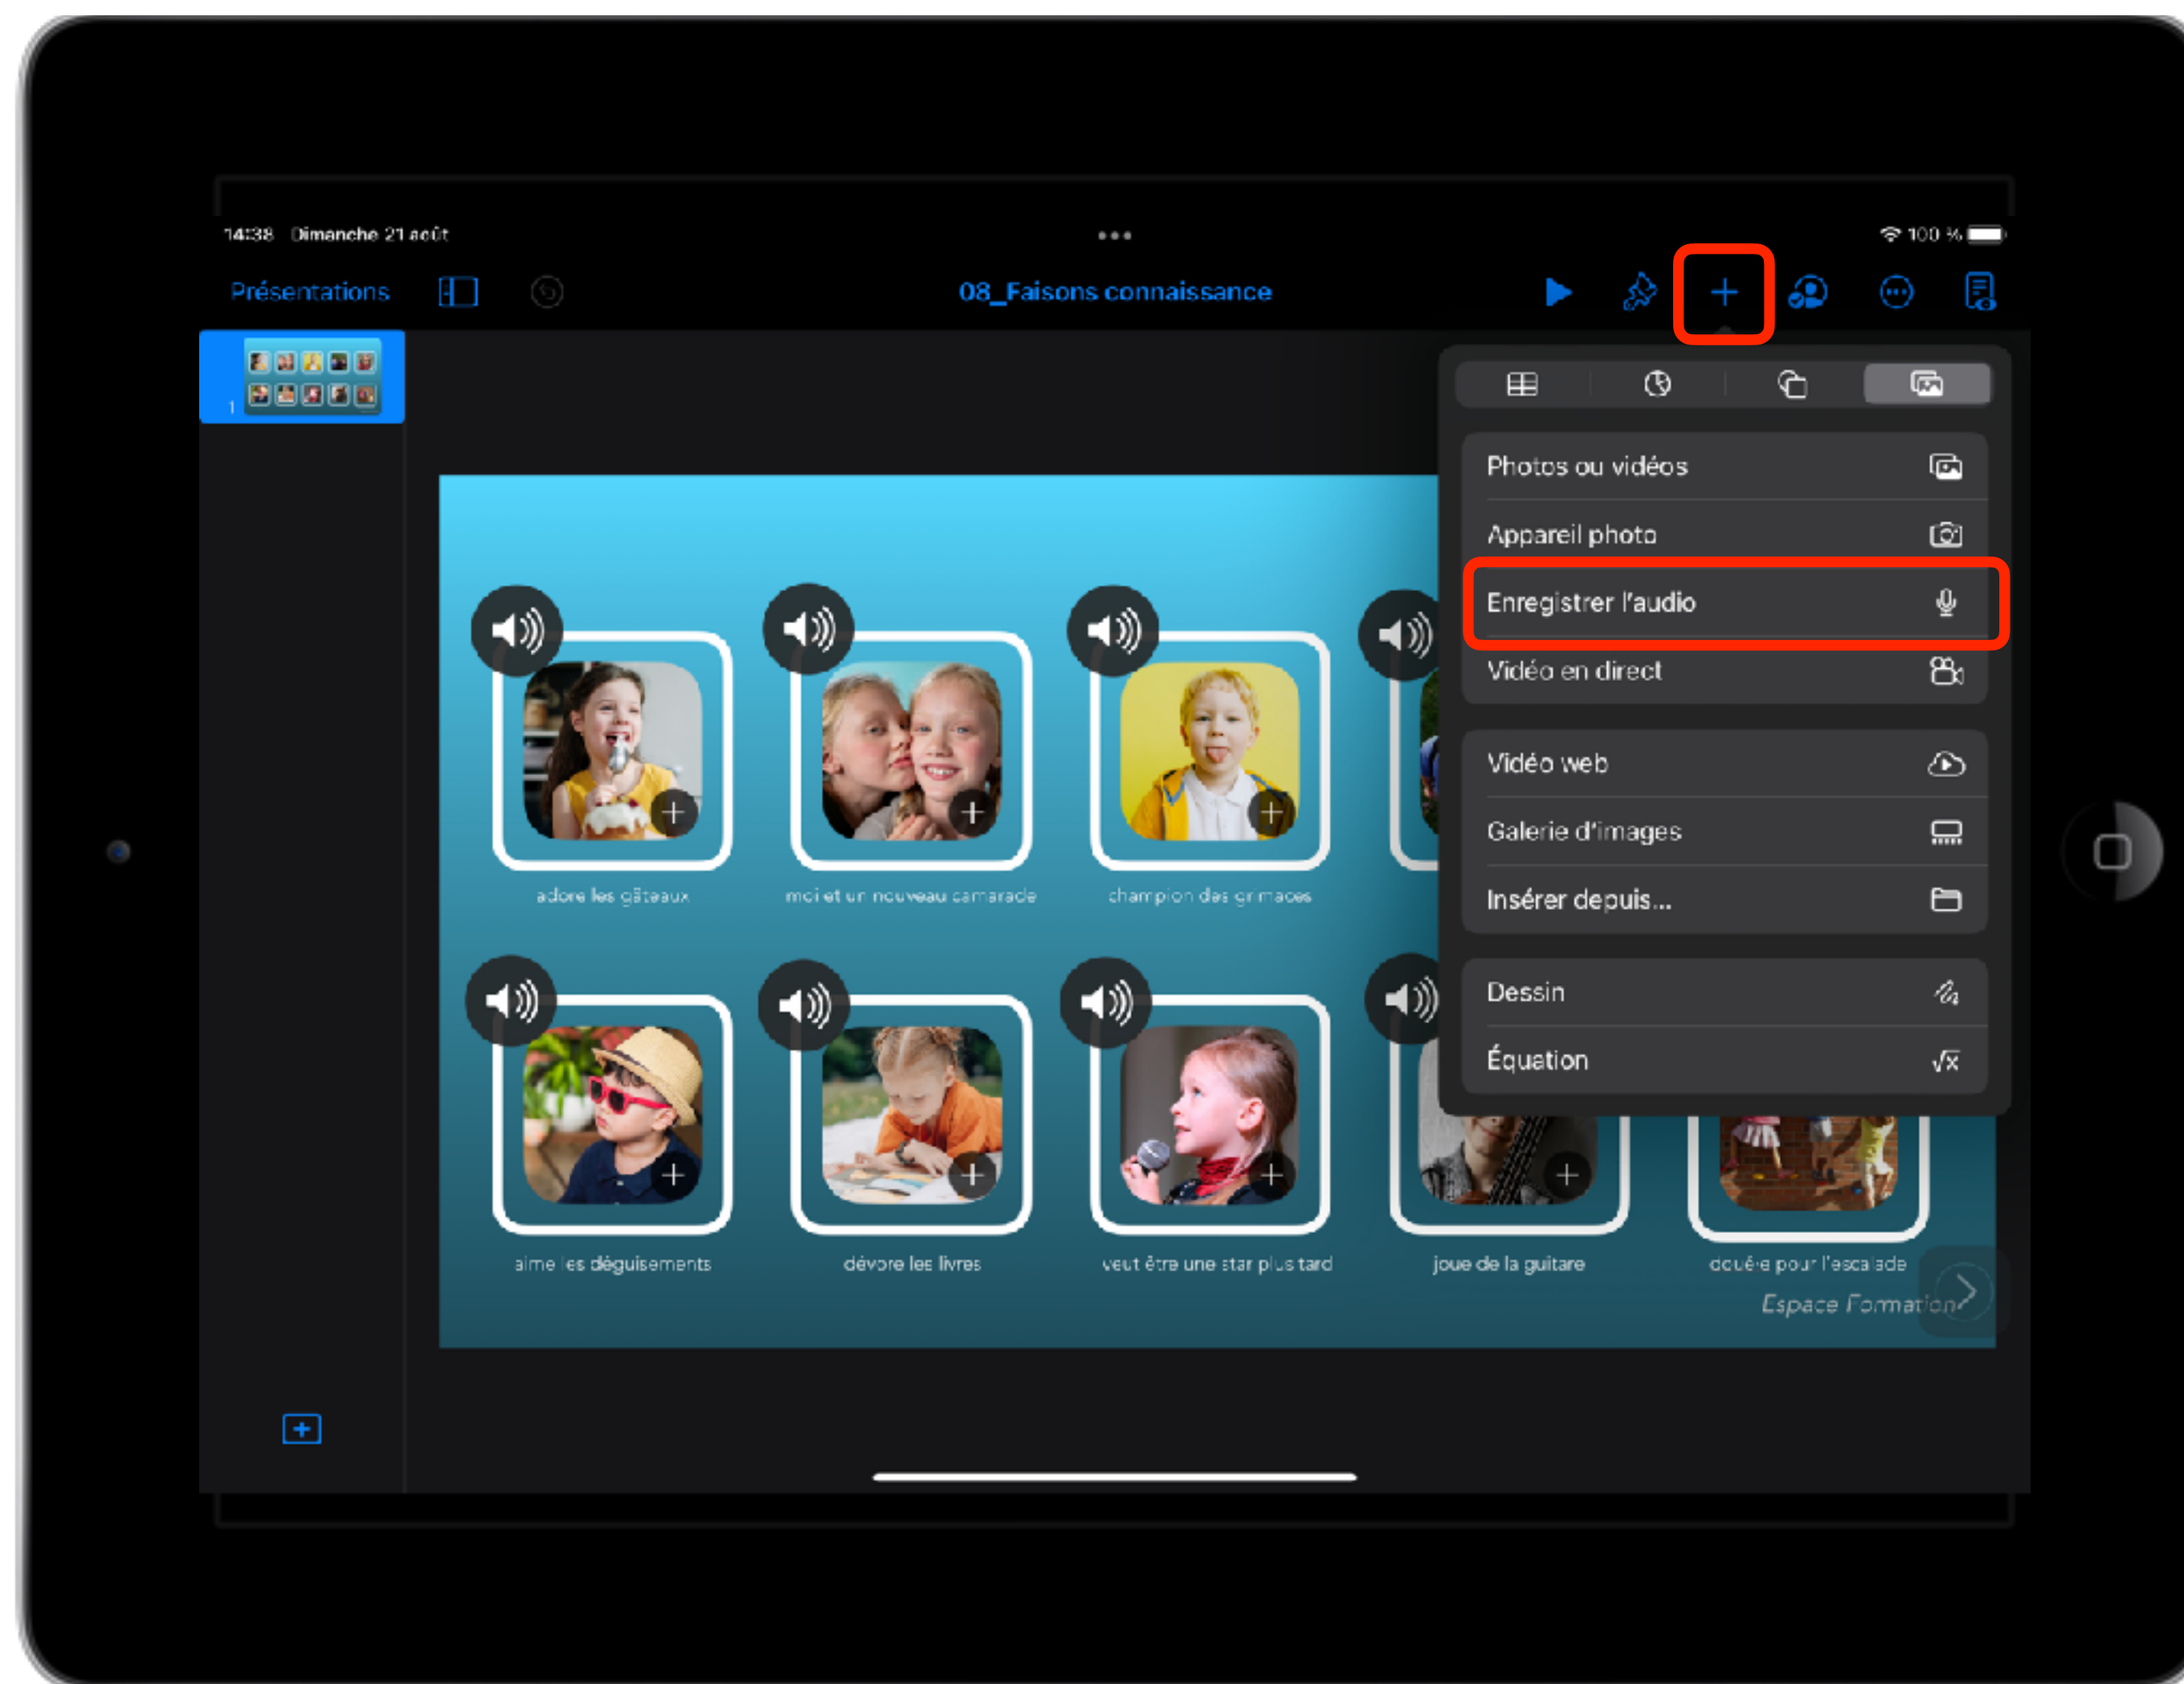 14:38 Dimanche 21 août
100 %
Présentations
08_Faisons connaissance
1
Photos ou vidéos
Appareil photo
Enregistrer l'audio
Vidéo en direct
Vidéo web
Galerie d'images
Insérer depuis...
Dessin
Équation
√x
adore les gâteaux
moi et un nouveau camarade
champion des grimaces
aime les déguisements
dévore les livres
veut être une star plus tard
joue de la guitare
doué·e pour l'escalade
Espace Formation